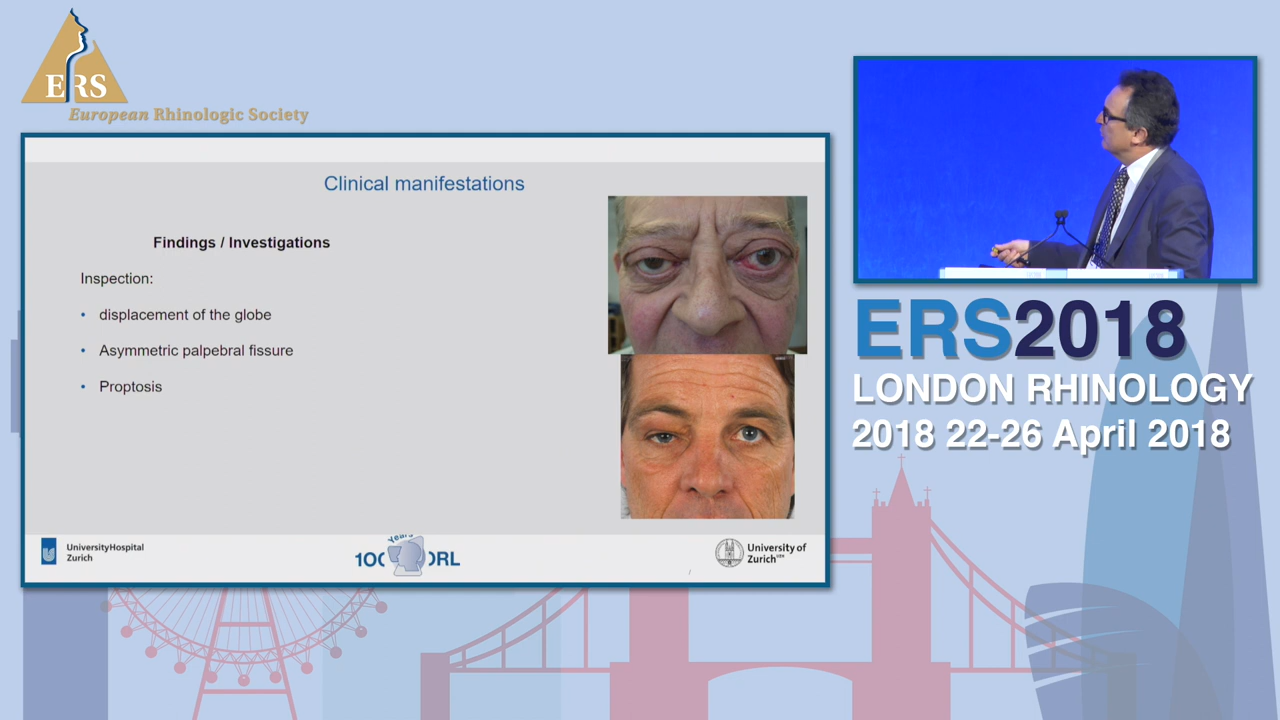 ERS
European Rhinologic Society
Clinical manifestations
Findings / Investigations
Inspection:
• displacement of the globe
• Asymmetric palpebral fissure
• Proptosis
UniversityHospital
Zurich
Years
100 ORL
University of
Zurich
ERS2018
LONDON RHINOLOGY
2018 22-26 April 2018